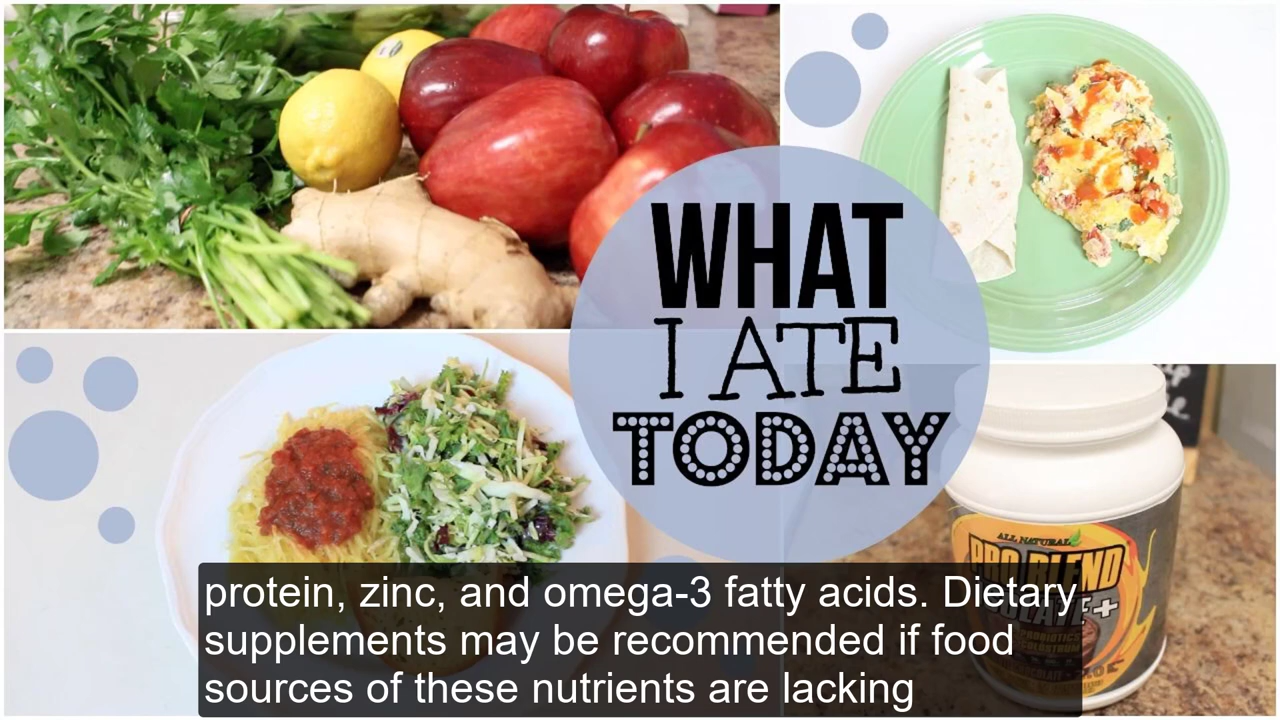 WHAT
I ATE
TODAY
ALL NATURAL
PRO BLEND
protein, zinc, and omega-3 fatty acids. Dietary
supplements may be recommended if food
sources of these nutrients are lacking